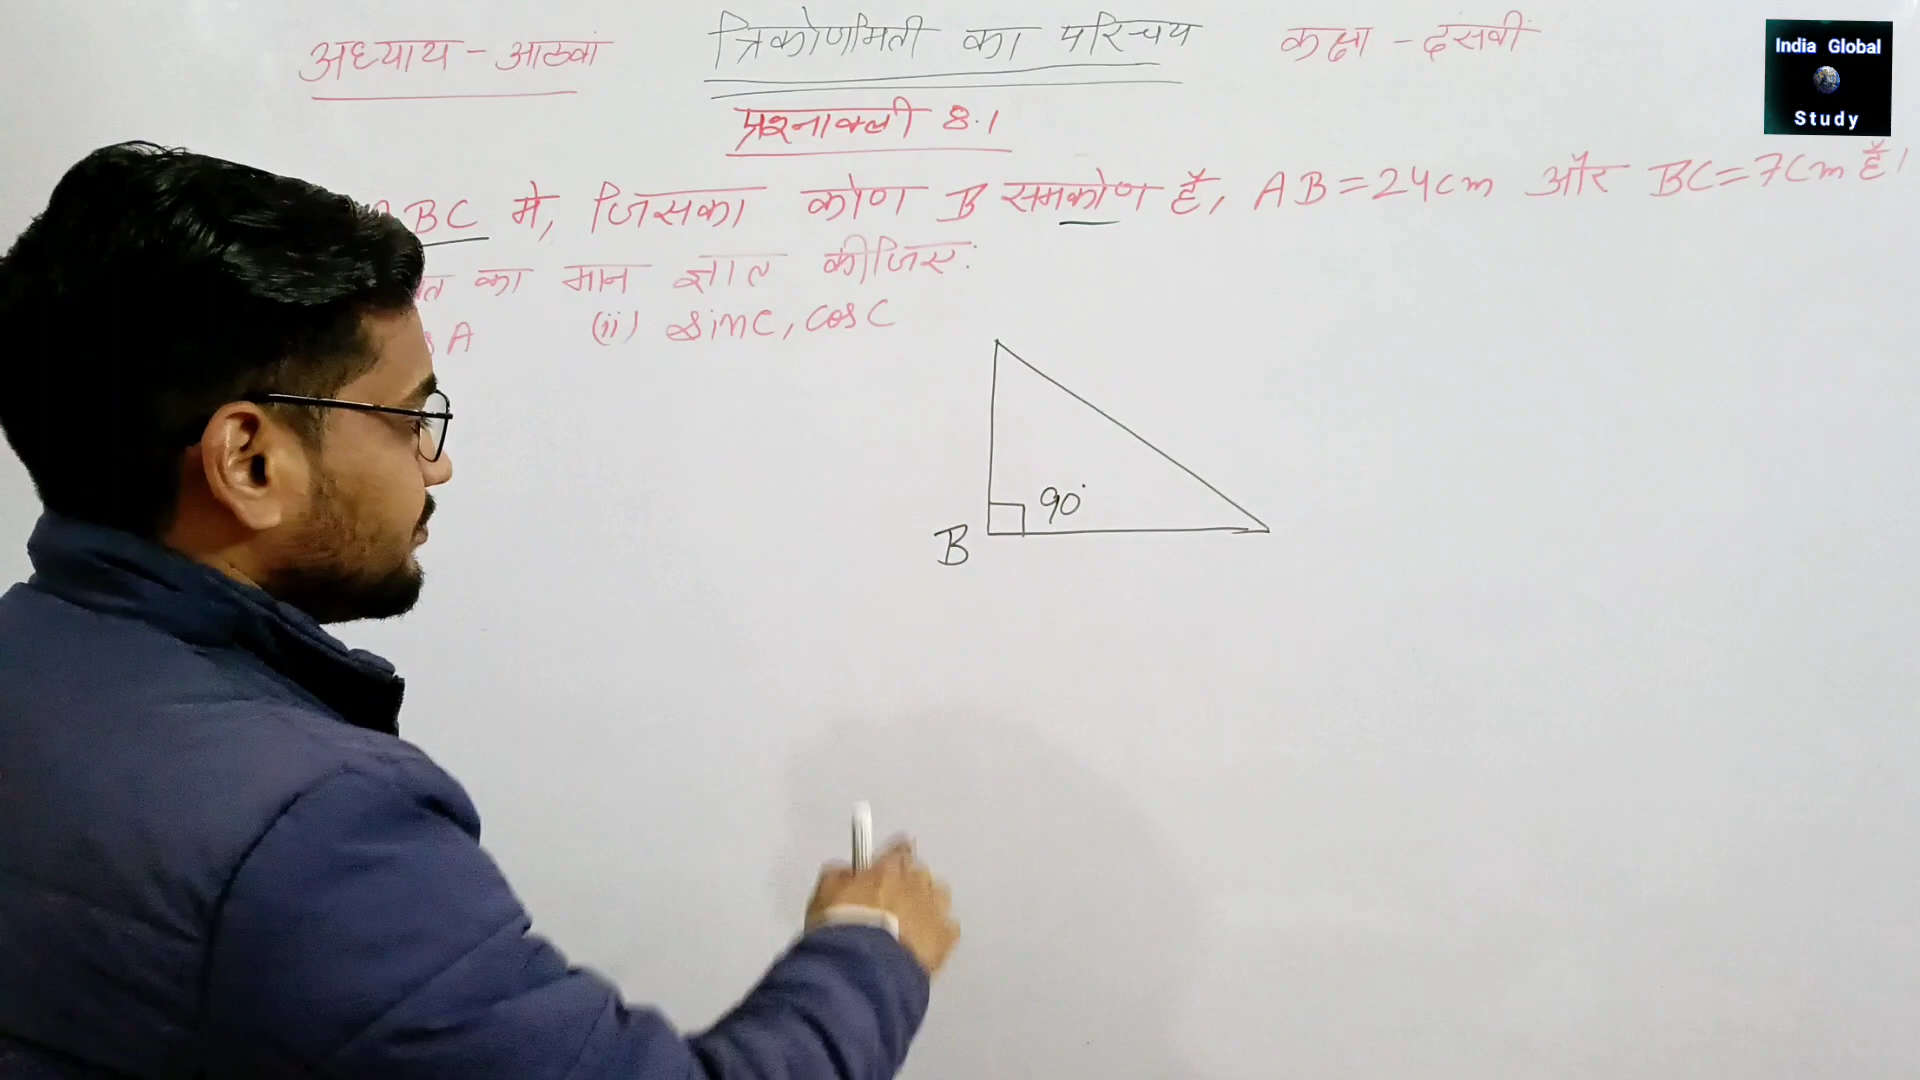 अध्याय - आठवां त्रिकोणमिती का परिचय कक्षा - दसवीं
India Global
Study
प्रश्नावली 8.1
BC मे, जिसका कोण B समकोण है, AB=24cm और BC=7cm है।
का मान ज्ञात कीजिए:
A (ii) sinC, cosC
90°
B